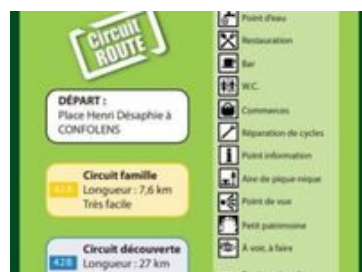 Circuit
ROUTE
DÉPART :
Place Henri Désaphie à
CONFOLENS
Circuit famille
Longueur : 7,6 km
Très facile
Circuit découverte
42B Longueur : 27 km
Point d'eau
Restauration
Bar
W.C.
Commerces
Réparation de cycles
Point information
Aire de pique-nique
Point de vue
Petit patrimoine
À voir, à faire